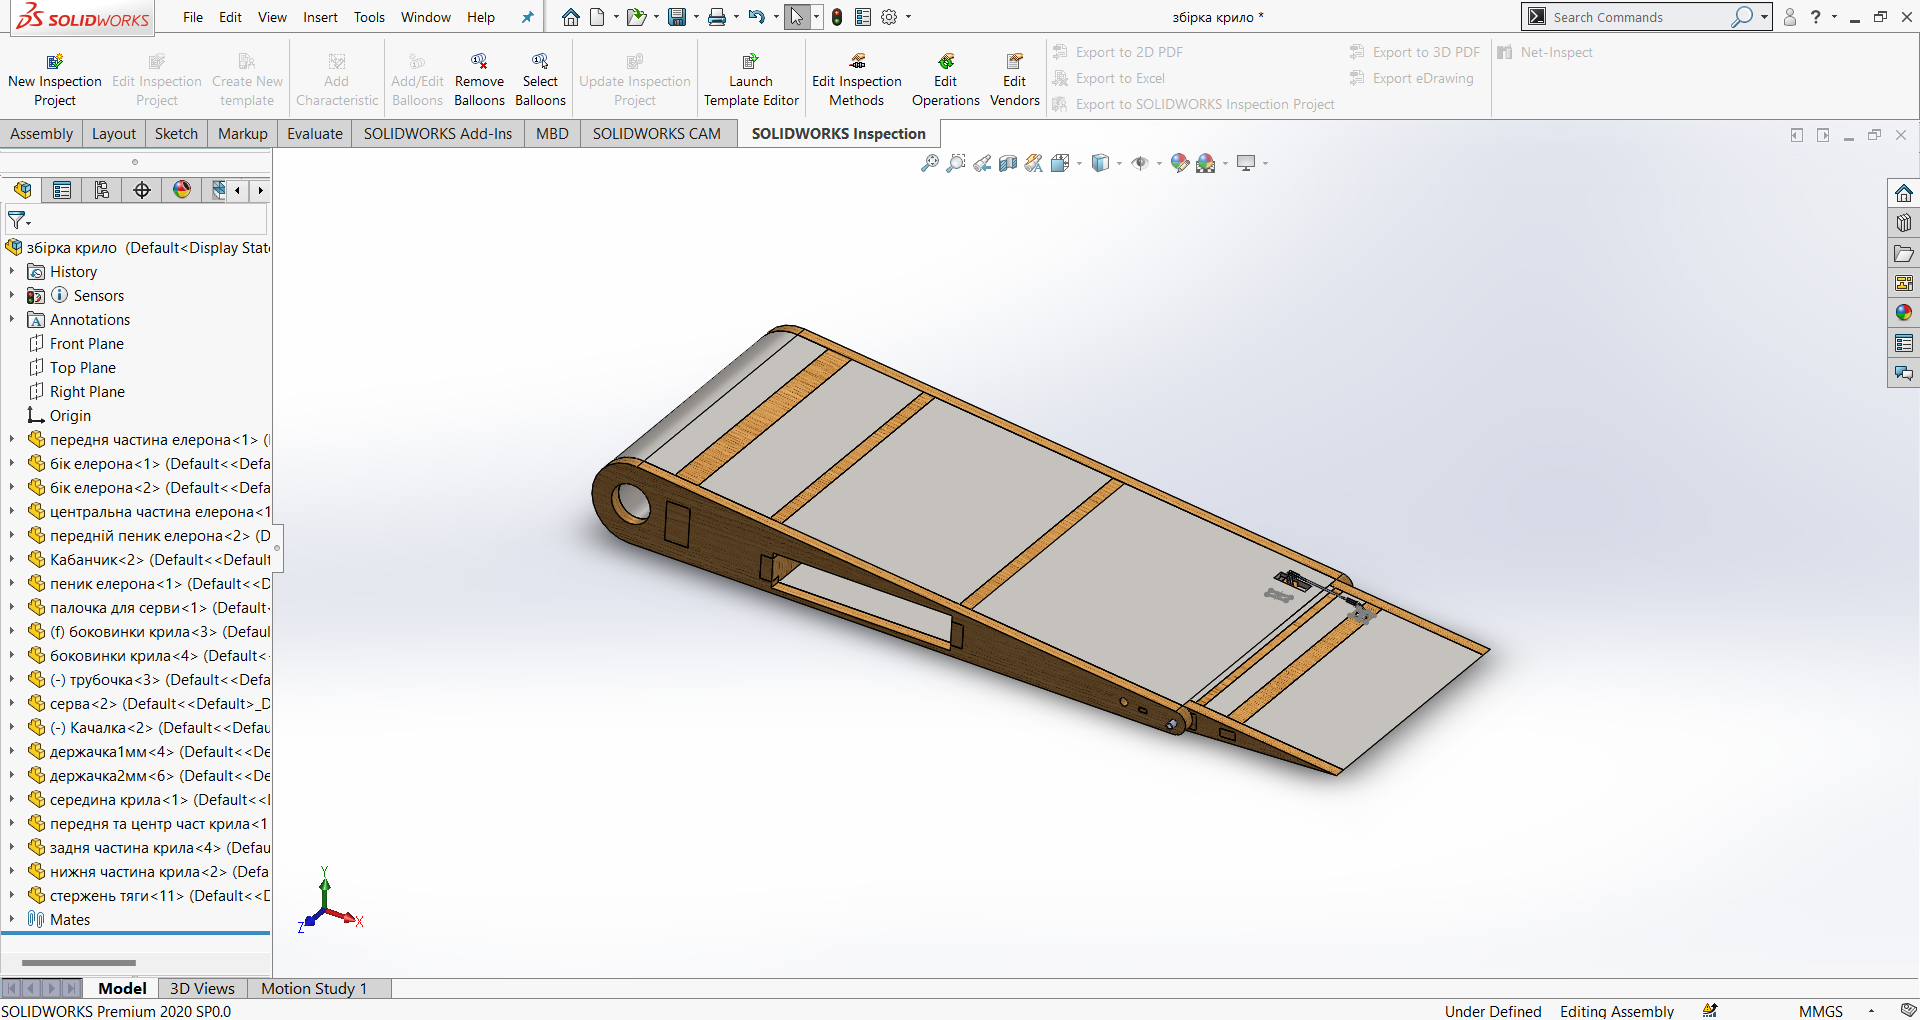 SOLIDWORKS File Edit View Insert Tools Window Help збірка крило * Search Commands ?
New Inspection Project
Edit Inspection Project
Create New template
Add Characteristic
Add/Edit Balloons
Remove Balloons
Select Balloons
Update Inspection Project
Launch Template Editor
Edit Inspection Methods
Edit Operations
Edit Vendors
Export to 2D PDF
Export to Excel
Export to SOLIDWORKS Inspection Project
Export to 3D PDF
Export eDrawing
Net-Inspect
Assembly Layout Sketch Markup Evaluate SOLIDWORKS Add-Ins MBD SOLIDWORKS CAM SOLIDWORKS Inspection
збірка крило (Default<Display State
History
Sensors
Annotations
Front Plane
Top Plane
Right Plane
Origin
передня частина елерона<1> (
бік елерона<1> (Default<<Defa
бік елерона<2> (Default<<Defa
центральна частина елерона<1
передній пеник елерона<2> (D
Кабанчик<2> (Default<<Default
пеник елерона<1> (Default<<D
палочка для серви<1> (Default
(f) боковинки крила<3> (Defaul
боковинки крила<4> (Default<
(-) трубочка<3> (Default<<Defa
серва<2> (Default<<Default>_D
(-) Качалка<2> (Default<<Defau
держачка1мм<4> (Default<<De
держачка2мм<6> (Default<<De
середина крила<1> (Default<<
передня та центр част крила<1
задня частина крила<4> (Defau
нижня частина крила<2> (Defa
стержень тяги<11> (Default<<D
Mates
Y
X
Z
Model 3D Views Motion Study 1
SOLIDWORKS Premium 2020 SP0.0 Under Defined Editing Assembly MMGS